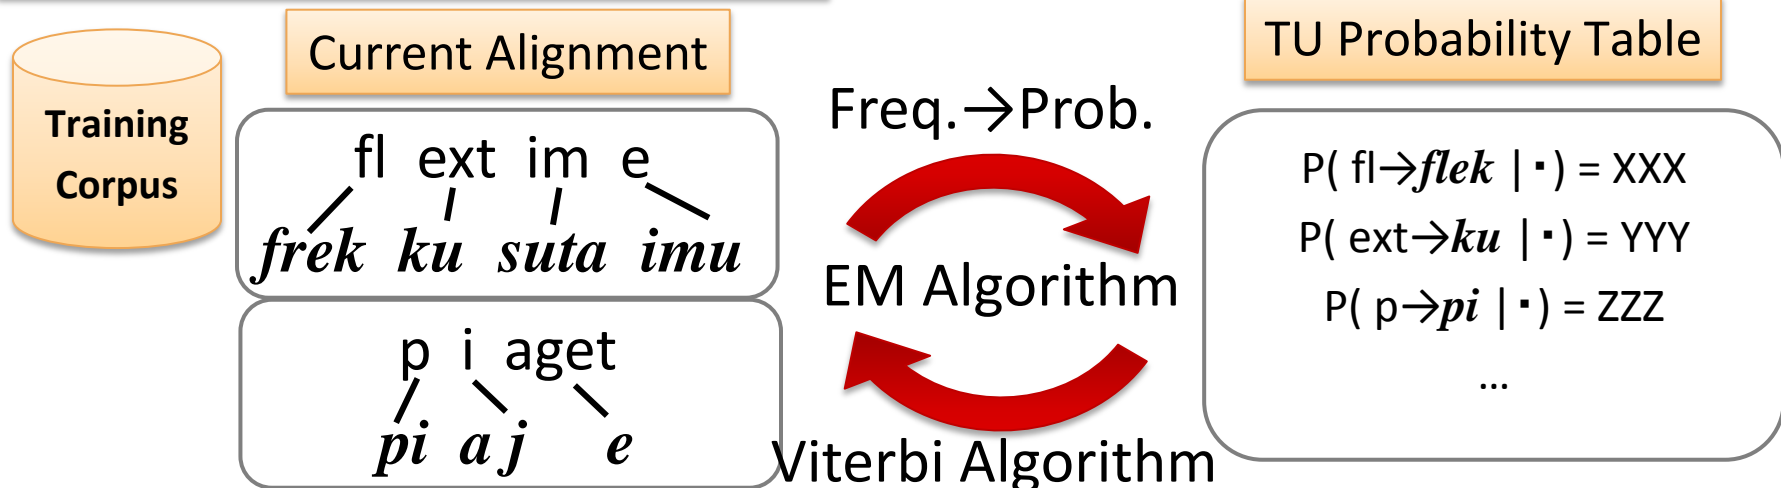 Training
Corpus
Current Alignment
fl ext im e
frek ku suta imu
p i aget
pi a j e
Freq.→Prob.
EM Algorithm
Viterbi Algorithm
TU Probability Table
P( fl→flek |･) = XXX
P( ext→ku |･) = YYY
P( p→pi |･) = ZZZ
...